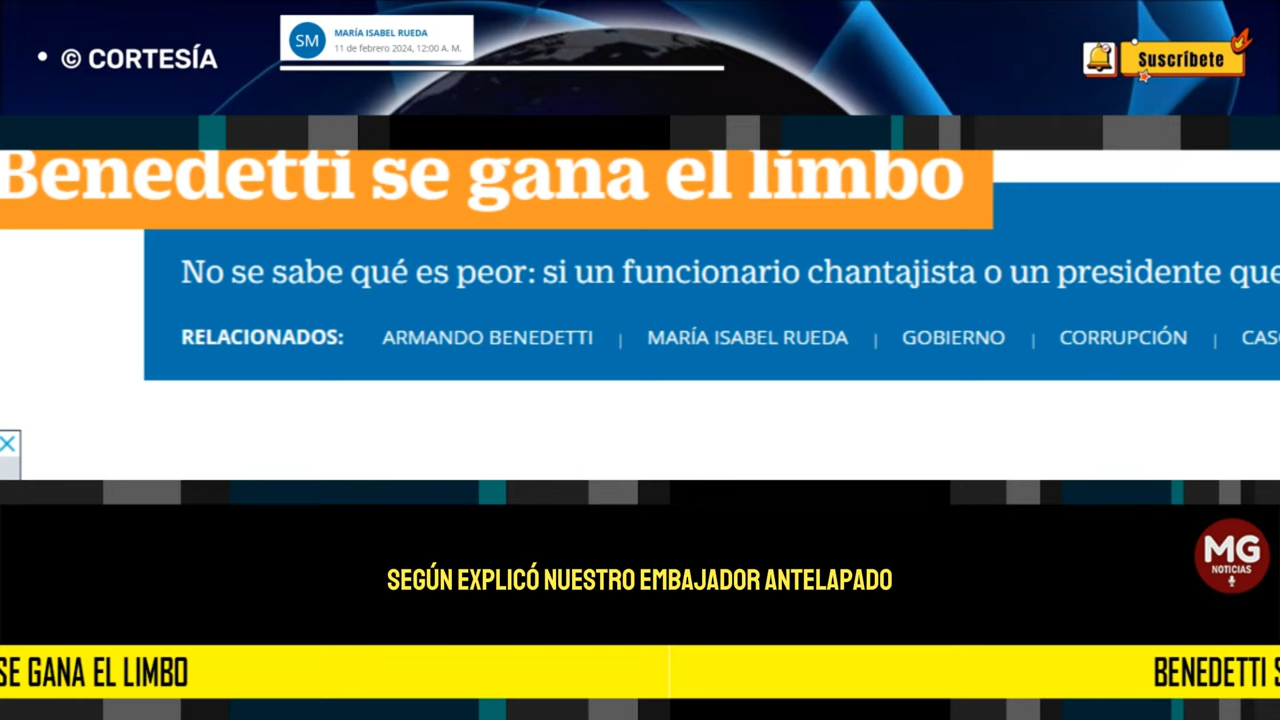 SM
MARÍA ISABEL RUEDA
11 de febrero 2024, 12:00 A. M.
• © CORTESÍA
Suscríbete
Benedetti se gana el limbo
No se sabe qué es peor: si un funcionario chantajista o un presidente que
RELACIONADOS: ARMANDO BENEDETTI | MARÍA ISABEL RUEDA | GOBIERNO | CORRUPCIÓN | CAS
SEGÚN EXPLICÓ NUESTRO EMBAJADOR ANTELAPADO
MG
NOTICIAS
SE GANA EL LIMBO
BENEDETTI S